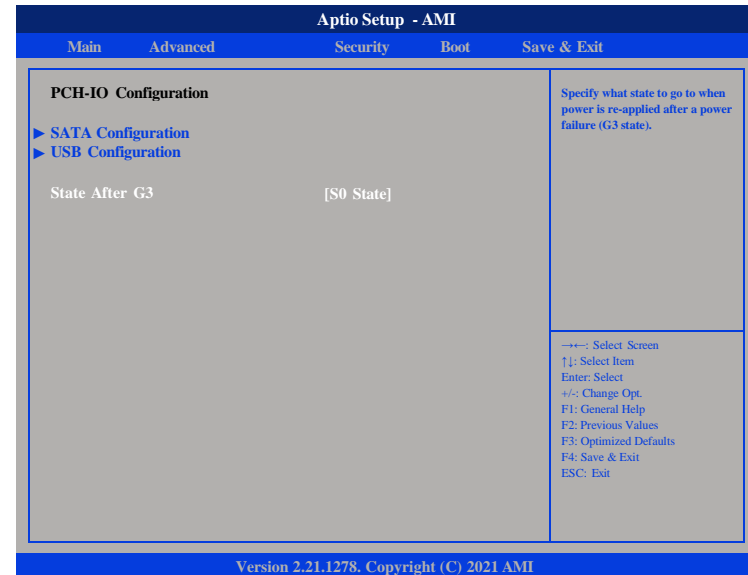 Aptio Setup - AMI
Main Advanced Security Boot Save & Exit
PCH-IO Configuration
▶ SATA Configuration
▶ USB Configuration
State After G3 [S0 State]
Specify what state to go to when
power is re-applied after a power
failure (G3 state).
→←: Select Screen
↑↓: Select Item
Enter: Select
+/-: Change Opt.
F1: General Help
F2: Previous Values
F3: Optimized Defaults
F4: Save & Exit
ESC: Exit
Version 2.21.1278. Copyright (C) 2021 AMI